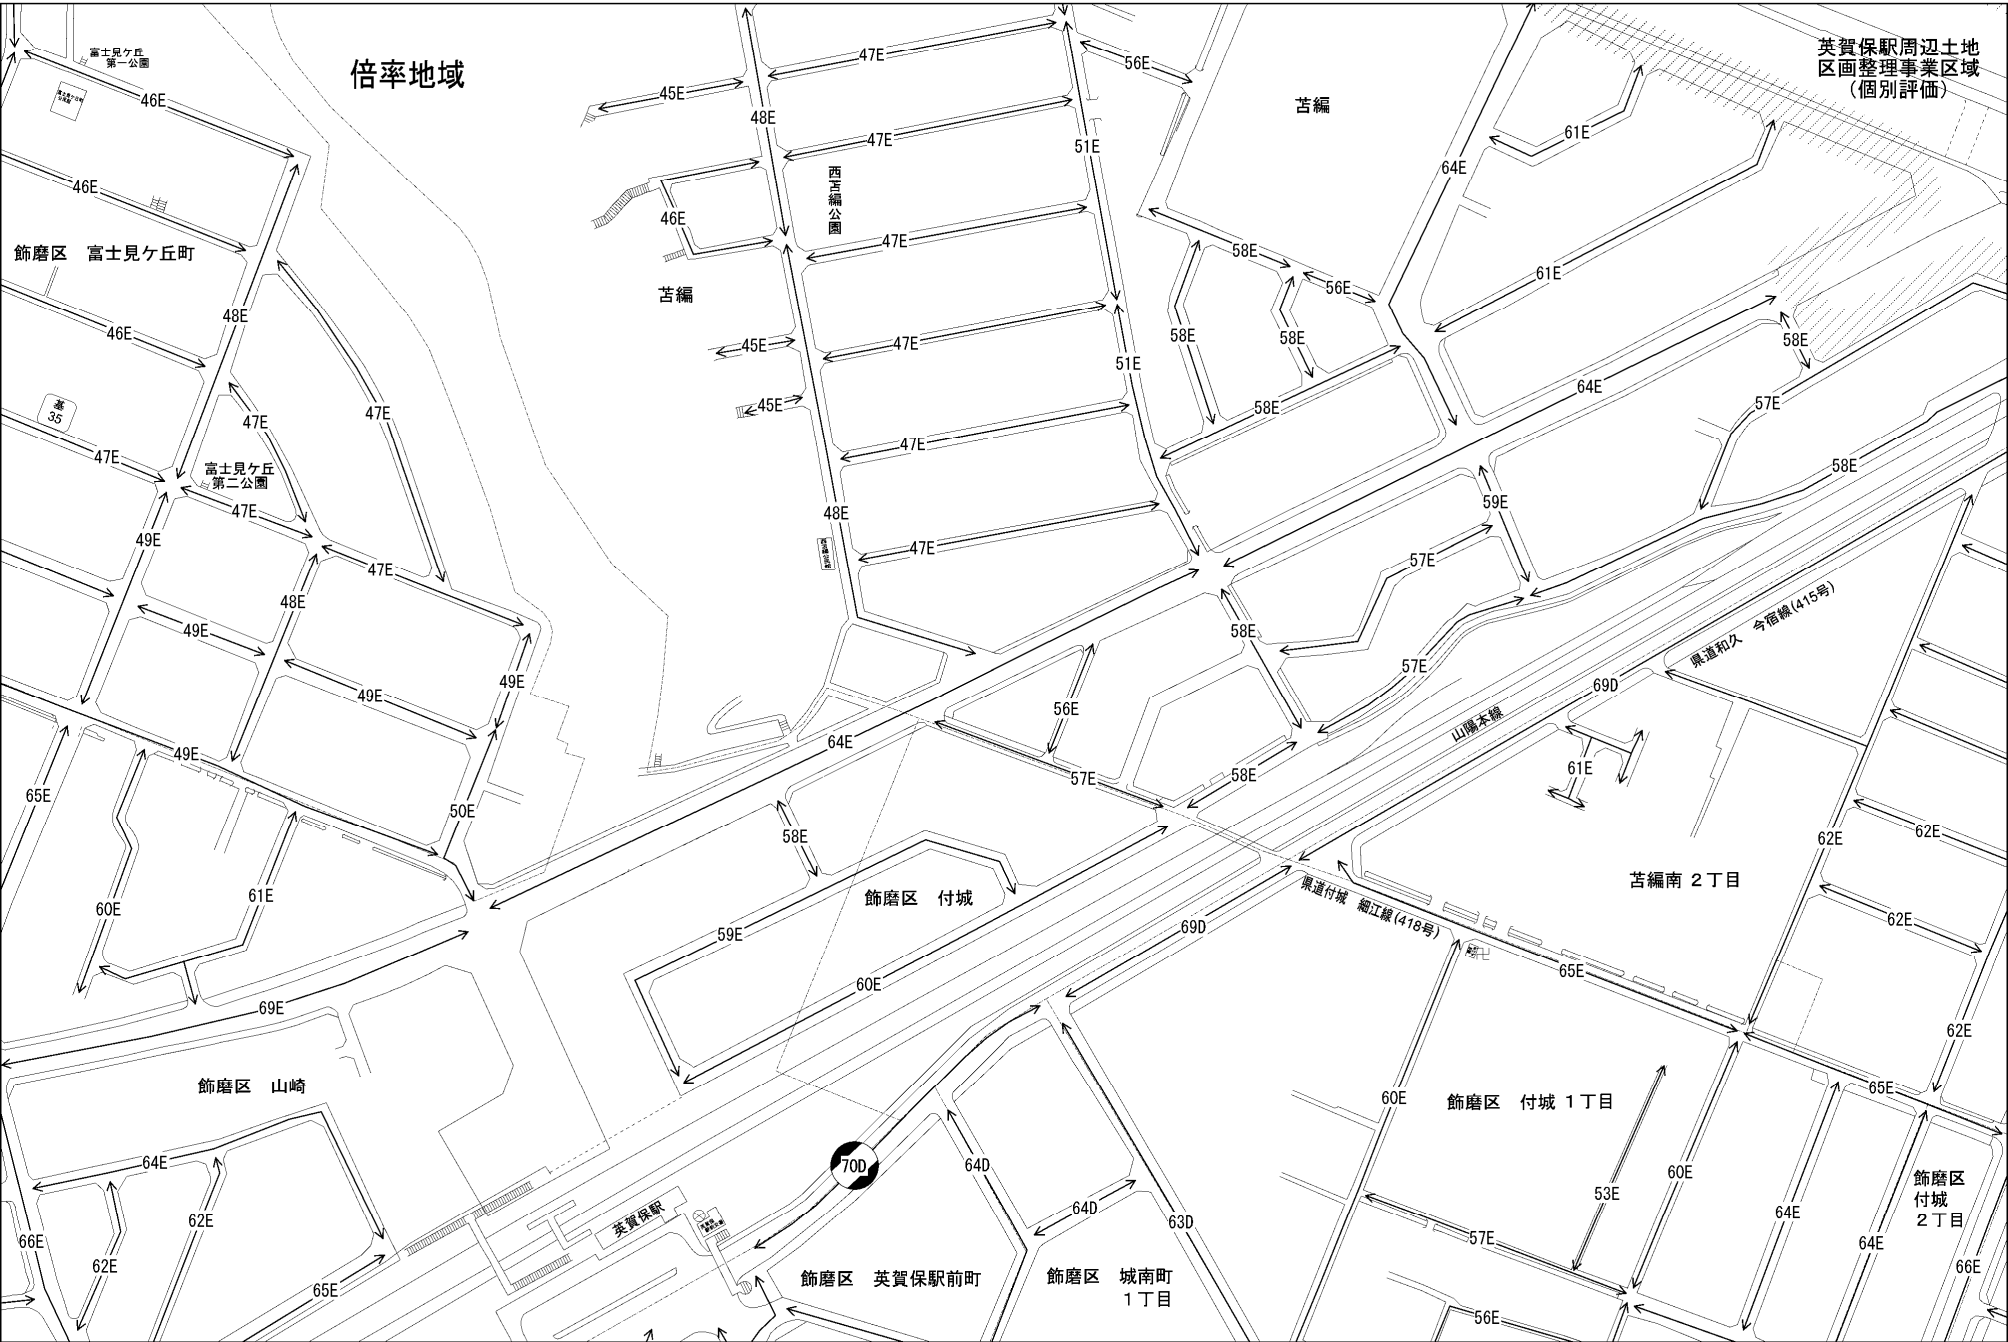 富士見ケ丘
第一公園
倍率地域
英賀保駅周辺土地
区画整理事業区域
(個別評価)
苫編
47E
56E
46E
45E
48E
47E
51E
61E
64E
46E
西苫編公園
46E
47E
58E
飾磨区 富士見ケ丘町
苫編
56E
61E
48E
46E
45E
47E
58E
58E
58E
51E
64E
57E
基
35
47E
47E
45E
58E
47E
47E
58E
富士見ケ丘
第二公園
47E
48E
59E
49E
47E
47E
57E
48E
49E
58E
県道和久 今宿線(415号)
57E
49E
49E
56E
69D
山陽本線
64E
49E
57E
58E
61E
65E
50E
58E
62E
62E
61E
60E
飾磨区 付城
県道付城 細江線(418号)
苫編南 2丁目
62E
59E
69D
65E
60E
69E
62E
飾磨区 山崎
60E
飾磨区 付城 1丁目
65E
64E
70D
64D
60E
53E
飾磨区
付城
2丁目
62E
64D
63D
64E
66E
英賀保駅
57E
64E
62E
飾磨区 英賀保駅前町
飾磨区 城南町
1丁目
66E
65E
56E